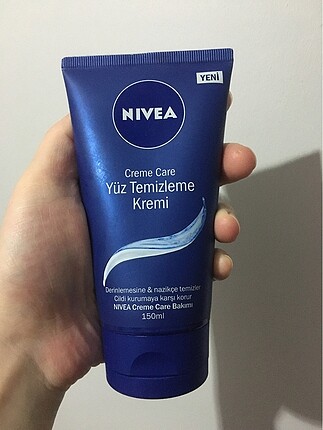 YENİ
NIVEA
Creme Care
Yüz Temizleme
Kremi
Derinlemesine & nazikçe temizler
Cildi kurumaya karşı korur
NIVEA Creme Care Bakımı
150ml